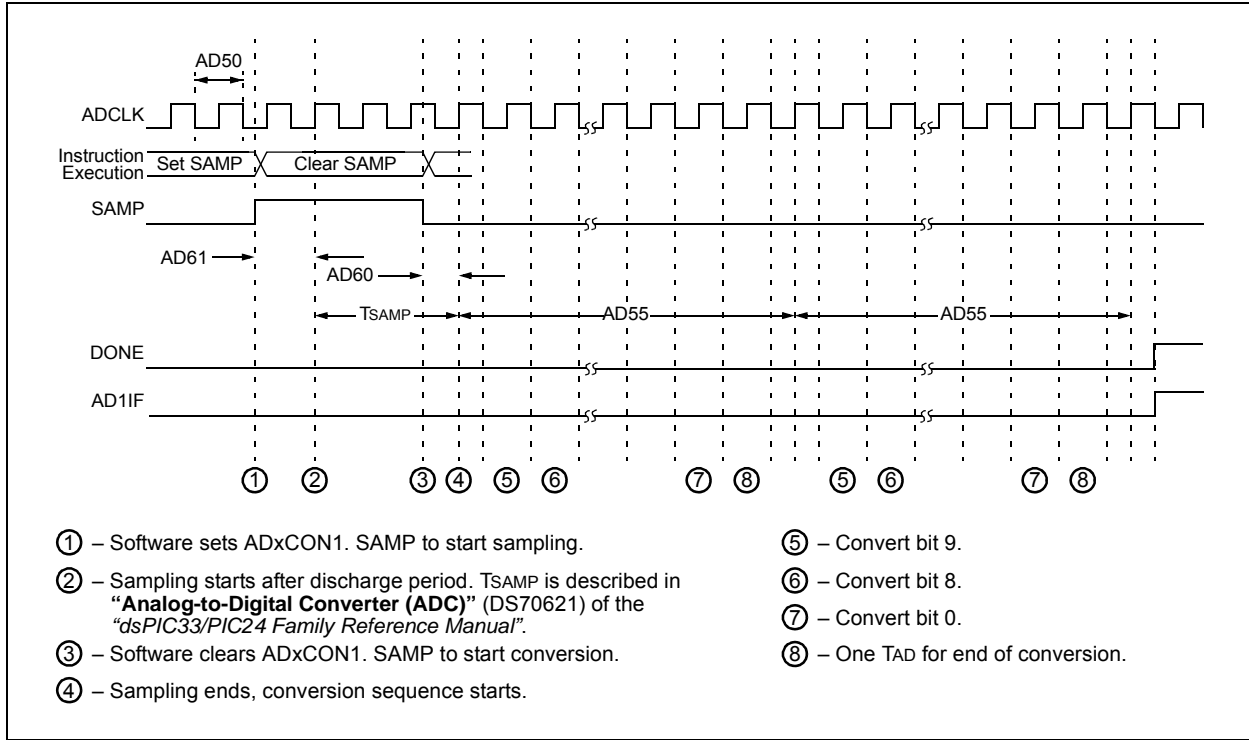 AD50
ADCLK
Instruction
Execution
Set SAMP
Clear SAMP
SAMP
AD61
AD60
TSAMP
AD55
AD55
DONE
AD1IF
① ② ③ ④ ⑤ ⑥ ⑦ ⑧ ⑤ ⑥ ⑦ ⑧
① – Software sets ADxCON1. SAMP to start sampling.
② – Sampling starts after discharge period. TSAMP is described in
“Analog-to-Digital Converter (ADC)” (DS70621) of the
“dsPIC33/PIC24 Family Reference Manual”.
③ – Software clears ADxCON1. SAMP to start conversion.
④ – Sampling ends, conversion sequence starts.
⑤ – Convert bit 9.
⑥ – Convert bit 8.
⑦ – Convert bit 0.
⑧ – One TAD for end of conversion.